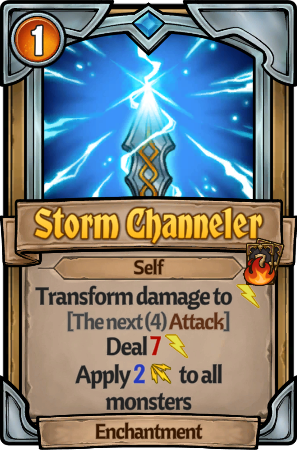 1
Storm Channeler
Self
Transform damage to
[The next (4) Attack]
Deal 7
Apply 2 to all
monsters
Enchantment